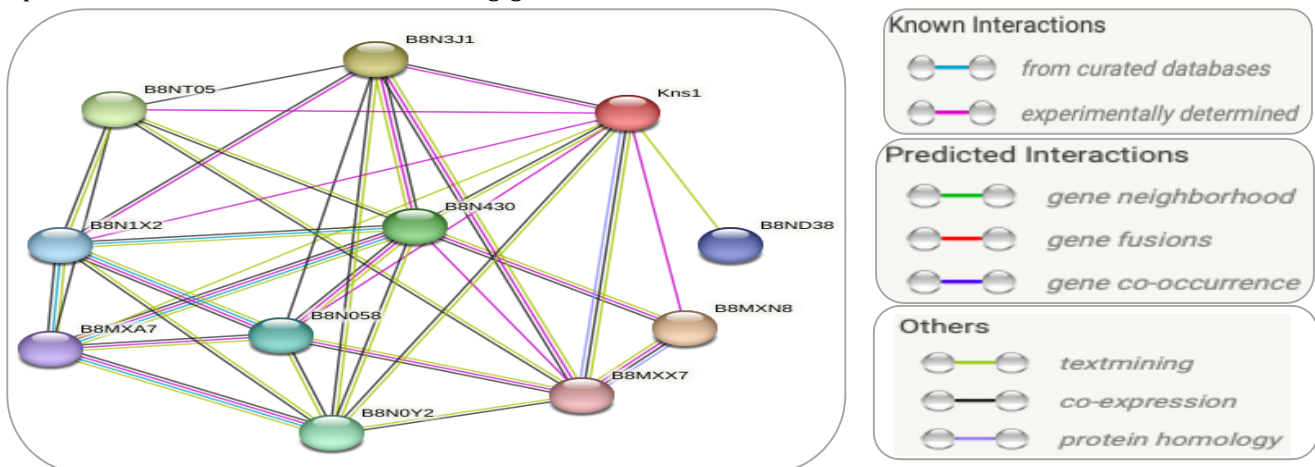 B8N3J1
Kns1
B8NT05
B8N430
B8N1X2
B8ND38
B8N058
B8MXN8
B8MXA7
B8MXX7
B8N0Y2
Known Interactions
from curated databases
experimentally determined
Predicted Interactions
gene neighborhood
gene fusions
gene co-occurrence
Others
textmining
co-expression
protein homology